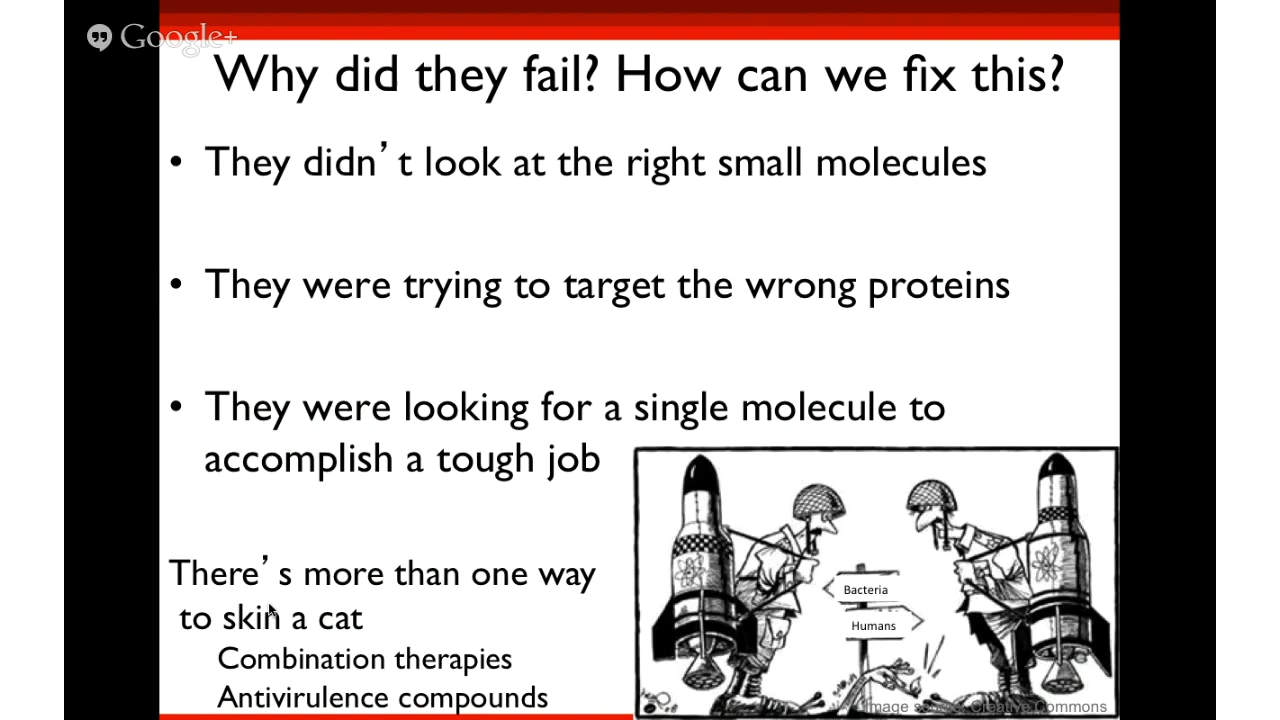 Google+
Why did they fail? How can we fix this?
• They didn’t look at the right small molecules
• They were trying to target the wrong proteins
• They were looking for a single molecule to
accomplish a tough job
There’s more than one way
to skin a cat
Combination therapies
Antivirulence compounds
Bacteria
Humans
Image source: Creative Commons